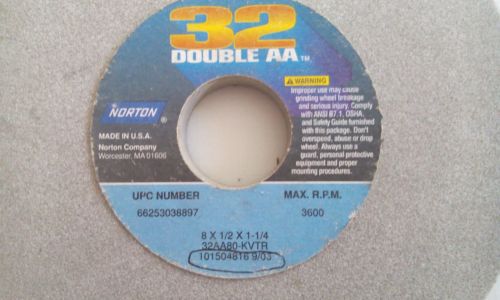 32
DOUBLE AA™
NORTON®
MADE IN U.S.A.
Norton Company
Worcester, MA 01606
WARNING
Improper use may cause
grinding wheel breakage
and serious injury. Comply
with ANSI B7.1, OSHA,
and Safety Guide furnished
with this package. Don't
overspeed, abuse or drop
wheel. Always use a
guard, personal protective
equipment and proper
mounting procedures.
UPC NUMBER
66253038897
MAX. R.P.M.
3600
8 X 1/2 X 1-1/4
32AA80-KVTR
101504816 9/03